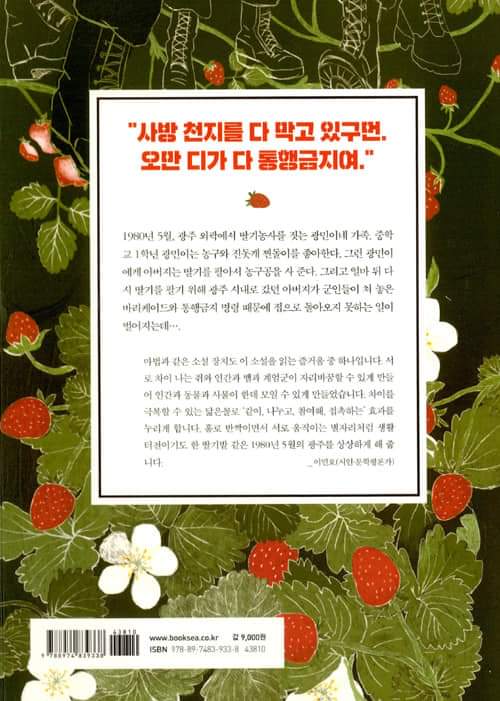 "사방 천지를 다 막고 있구먼.
오만 디가 다 통행금지여."
1980년 5월, 광주 외곽에서 딸기농사를 짓는 광민이네 가족. 중학
교 1학년 광민이는 농구와 진돗개 번돌이를 좋아한다. 그런 광민이
에게 아버지는 딸기를 팔아서 농구공을 사 준다. 그리고 얼마 뒤 다
시 딸기를 팔기 위해 광주 시내로 갔던 아버지가 군인들이 쳐 놓은
바리케이드와 통행금지 명령 때문에 집으로 돌아오지 못하는 일이
벌어지는데….
마법과 같은 소설 장치도 이 소설을 읽는 즐거움 중 하나입니다. 서
로 차이 나는 쥐와 인간과 뱀과 계엄군이 자리바꿈할 수 있게 만들
어 인간과 동물과 사물이 한데 모일 수 있게 만들었습니다. 차이를
극복할 수 있는 닮은꼴로 '같이, 나누고, 참여해, 접촉하는' 효과를
누리게 합니다. 홀로 반짝이면서 서로 움직이는 별자리처럼 생활
터전이기도 한 딸기밭 같은 1980년 5월의 광주를 상상하게 해 줍
니다.
_ 이민호(시인·문학평론가)
43810
9 788974 839338
www.booksea.co.kr 값 9,000원
ISBN 978-89-7483-933-8 43810